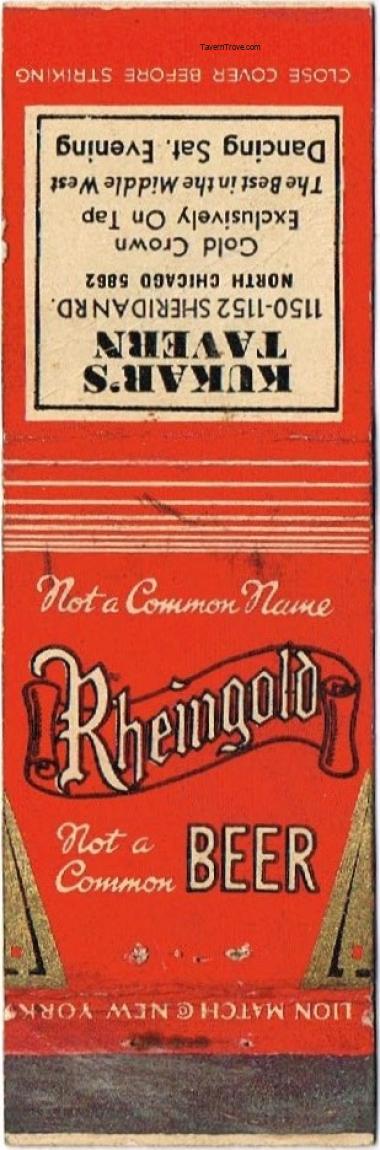 TavernTrove.com
CLOSE COVER BEFORE STRIKING
KUKAR'S
TAVERN
1150-1152 SHERIDAN RD.
NORTH CHICAGO 5862
Gold Crown
Exclusively On Tap
The Best in the Middle West
Dancing Sat. Evening
Not a Common Name
Rheingold
Not a
Common BEER
LION MATCH © NEW YORK